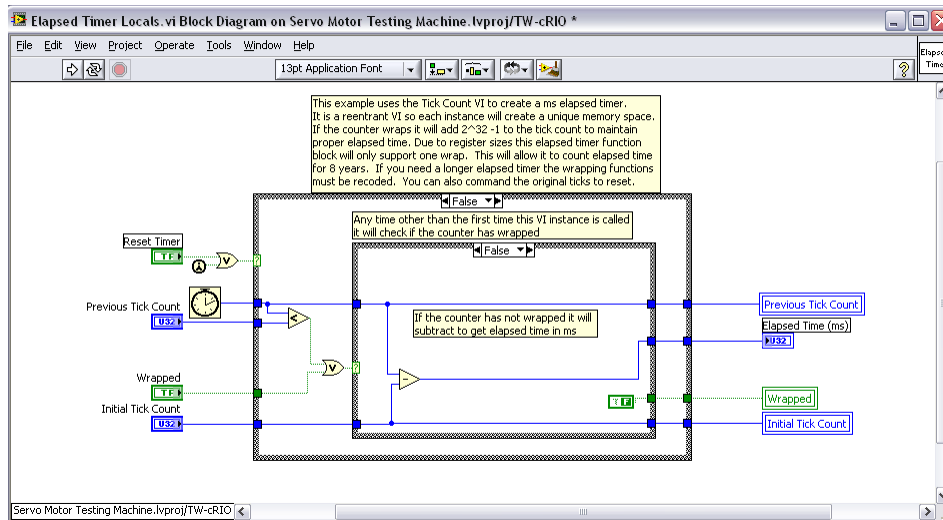 Elapsed Timer Locals.vi Block Diagram on Servo Motor Testing Machine.lvproj/TW-cRIO *
File Edit View Project Operate Tools Window Help
13pt Application Font
?
Elapse
Time
This example uses the Tick Count VI to create a ms elapsed timer.
It is a reentrant VI so each instance will create a unique memory space.
If the counter wraps it will add 2^32 -1 to the tick count to maintain
proper elapsed time. Due to register sizes this elapsed timer function
block will only support one wrap. This will allow it to count elapsed time
for 8 years. If you need a longer elapsed timer the wrapping functions
must be recoded. You can also command the original ticks to reset.
False
Any time other than the first time this VI instance is called
it will check if the counter has wrapped
False
Reset Timer
TF
V
?
Previous Tick Count
U32
<
If the counter has not wrapped it will
subtract to get elapsed time in ms
Previous Tick Count
Elapsed Time (ms)
U32
V
?
-
Wrapped
TF
F
Wrapped
Initial Tick Count
U32
Initial Tick Count
Servo Motor Testing Machine.lvproj/TW-cRIO